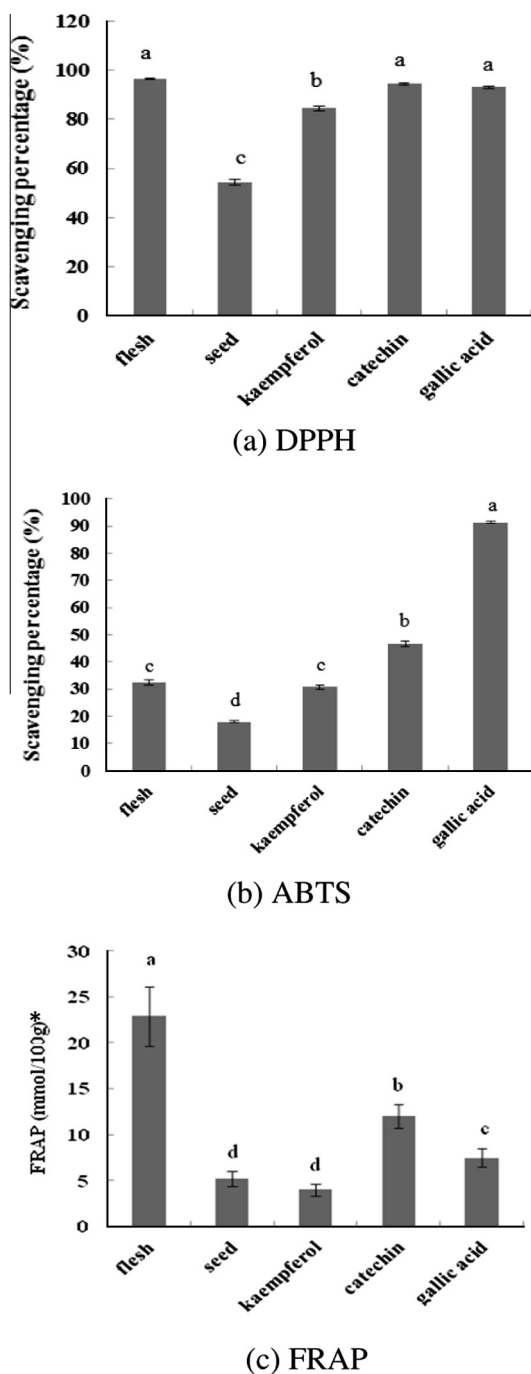 Scavenging percentage (%)
120
100
80
60
40
20
0
a
c
b
a
a
flesh
seed
kaempferol
catechin
gallic acid
(a) DPPH
Scavenging percentage (%)
100
90
80
70
60
50
40
30
20
10
0
c
d
c
b
a
flesh
seed
kaempferol
catechin
gallic acid
(b) ABTS
FRAP (mmol/100g)*
30
25
20
15
10
5
0
a
d
d
b
c
flesh
seed
kaempferol
catechin
gallic acid
(c) FRAP